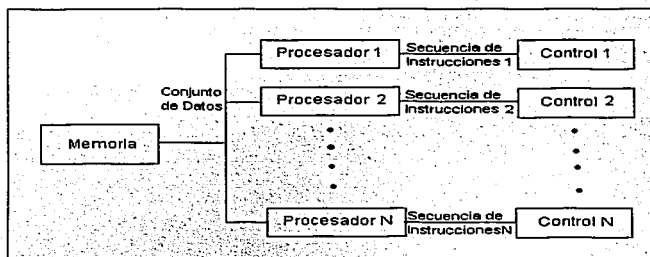 Procesador 1
Secuencia de
Instrucciones 1
Control 1
Conjunto
de Datos
Procesador 2
Secuencia de
Instrucciones 2
Control 2
Memoria
Procesador N
Secuencia de
InstruccionesN
Control N